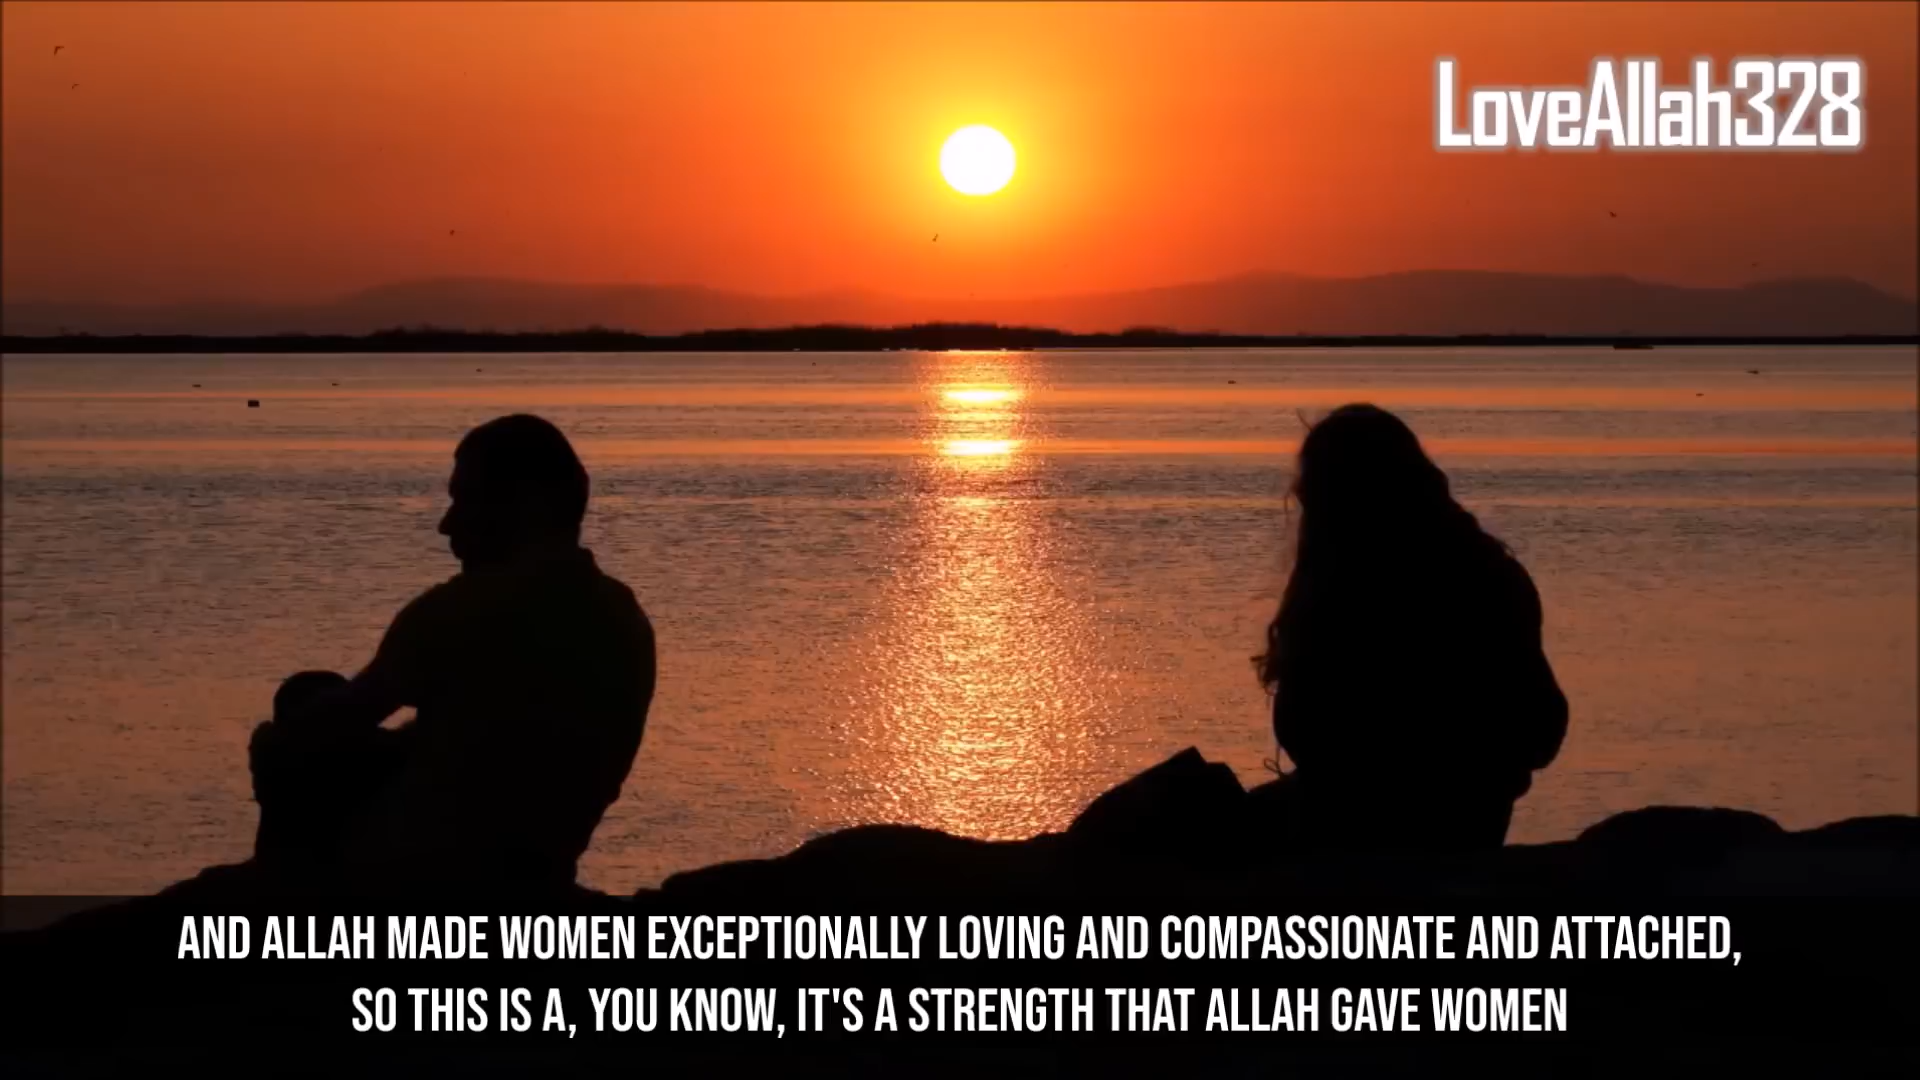 LoveAllah328
AND ALLAH MADE WOMEN EXCEPTIONALLY LOVING AND COMPASSIONATE AND ATTACHED,
SO THIS IS A, YOU KNOW, IT'S A STRENGTH THAT ALLAH GAVE WOMEN